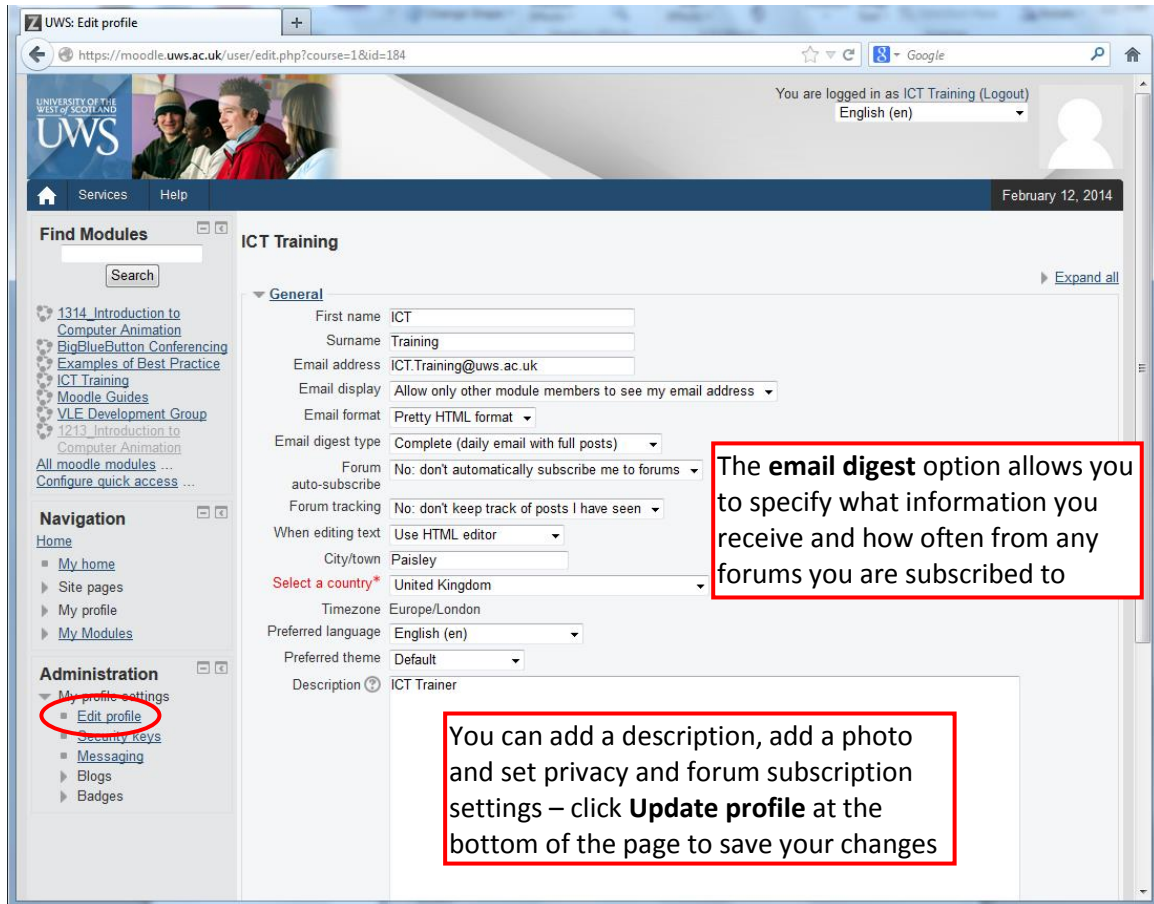 UWS: Edit profile
https://moodle.uws.ac.uk/user/edit.php?course=1&id=184
Google
UNIVERSITY OF THE
WEST of SCOTLAND
UWS
You are logged in as ICT Training (Logout)
English (en)
Services Help
February 12, 2014
Find Modules
Search
1314_Introduction to
Computer Animation
BigBlueButton Conferencing
Examples of Best Practice
ICT Training
Moodle Guides
VLE Development Group
1213_Introduction to
Computer Animation
All moodle modules ...
Configure quick access ...
Navigation
Home
My home
Site pages
My profile
My Modules
Administration
My profile settings
Edit profile
Security keys
Messaging
Blogs
Badges
ICT Training
Expand all
General
First name ICT
Surname Training
Email address ICT.Training@uws.ac.uk
Email display Allow only other module members to see my email address
Email format Pretty HTML format
Email digest type Complete (daily email with full posts)
Forum
auto-subscribe No: don't automatically subscribe me to forums
Forum tracking No: don't keep track of posts I have seen
When editing text Use HTML editor
City/town Paisley
Select a country* United Kingdom
Timezone Europe/London
Preferred language English (en)
Preferred theme Default
Description ICT Trainer
The email digest option allows you
to specify what information you
receive and how often from any
forums you are subscribed to
You can add a description, add a photo
and set privacy and forum subscription
settings – click Update profile at the
bottom of the page to save your changes